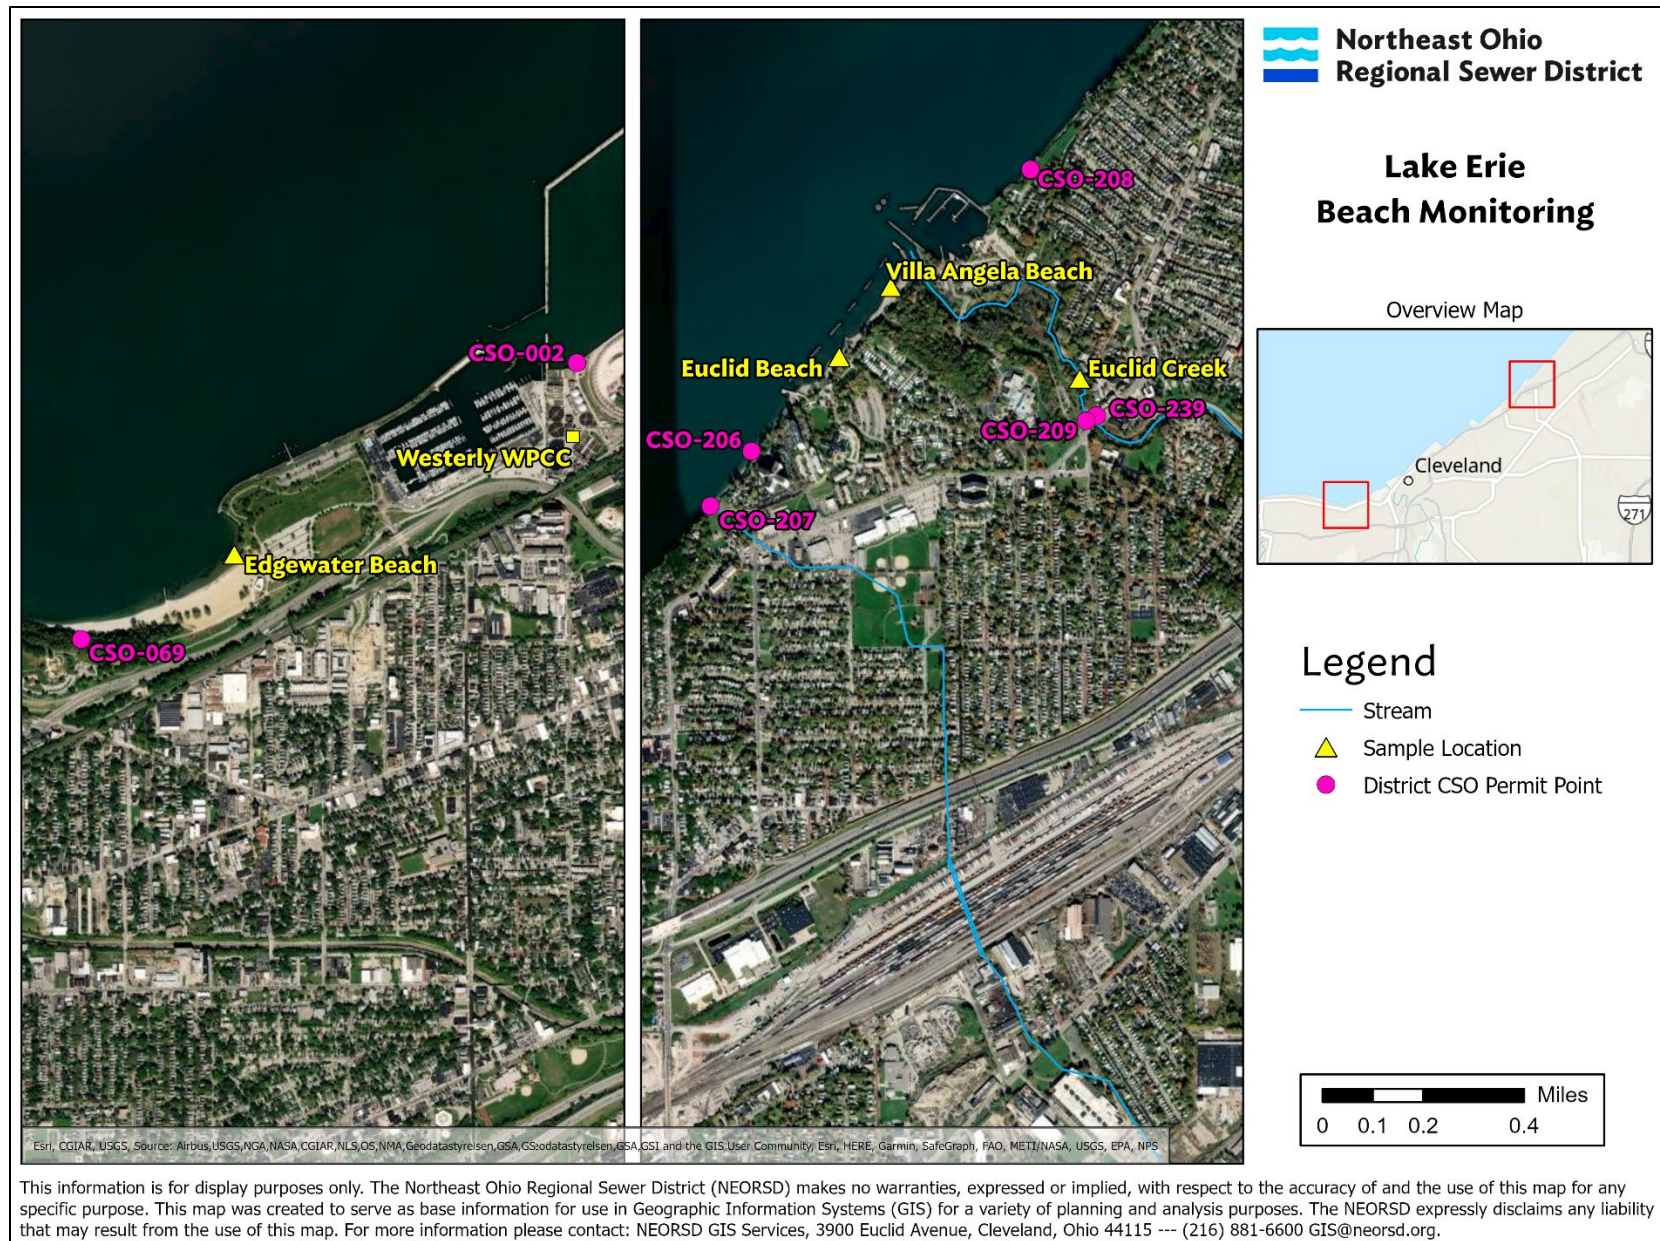 Northeast Ohio
Regional Sewer District
Lake Erie
Beach Monitoring
Overview Map
Cleveland
271
CSO-208
Villa Angela Beach
CSO-002
Euclid Beach
Euclid Creek
CSO-239
CSO-209
CSO-206
Westerly WPCC
CSO-207
Edgewater Beach
CSO-069
Legend
Stream
Sample Location
District CSO Permit Point
Miles
0 0.1 0.2 0.4
Esri, CGIAR, USGS, Source: Airbus,USGS,NGA,NASA,CGIAR,NLS,OS,NMA,Geodatastyrelsen,GSA,GS:odatastyrelsen,GSA,GSI and the GIS User Community, Esri, HERE, Garmin, SafeGraph, FAO, METI/NASA, USGS, EPA, NPS
This information is for display purposes only. The Northeast Ohio Regional Sewer District (NEORSD) makes no warranties, expressed or implied, with respect to the accuracy of and the use of this map for any
specific purpose. This map was created to serve as base information for use in Geographic Information Systems (GIS) for a variety of planning and analysis purposes. The NEORSD expressly disclaims any liability
that may result from the use of this map. For more information please contact: NEORSD GIS Services, 3900 Euclid Avenue, Cleveland, Ohio 44115 --- (216) 881-6600 GIS@neorsd.org.